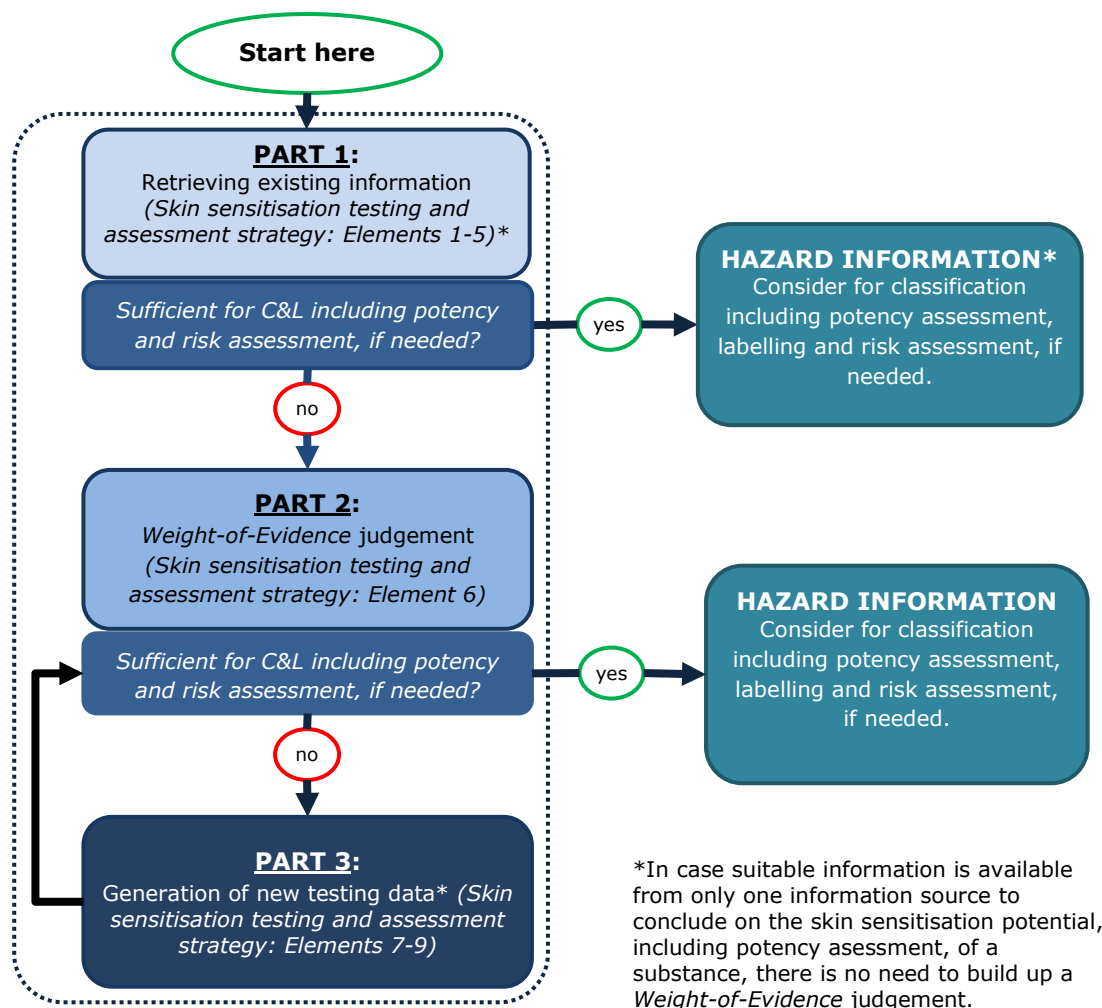 Start here
PART 1:
Retrieving existing information
(Skin sensitisation testing and
assessment strategy: Elements 1-5)*
Sufficient for C&L including potency
and risk assessment, if needed?
yes
HAZARD INFORMATION*
Consider for classification
including potency assessment,
labelling and risk assessment, if
needed.
no
PART 2:
Weight-of-Evidence judgement
(Skin sensitisation testing and
assessment strategy: Element 6)
Sufficient for C&L including potency
and risk assessment, if needed?
yes
HAZARD INFORMATION
Consider for classification
including potency assessment,
labelling and risk assessment,
if needed.
no
PART 3:
Generation of new testing data* (Skin
sensitisation testing and assessment
strategy: Elements 7-9)
*In case suitable information is available
from only one information source to
conclude on the skin sensitisation potential,
including potency asessment, of a
substance, there is no need to build up a
Weight-of-Evidence judgement.